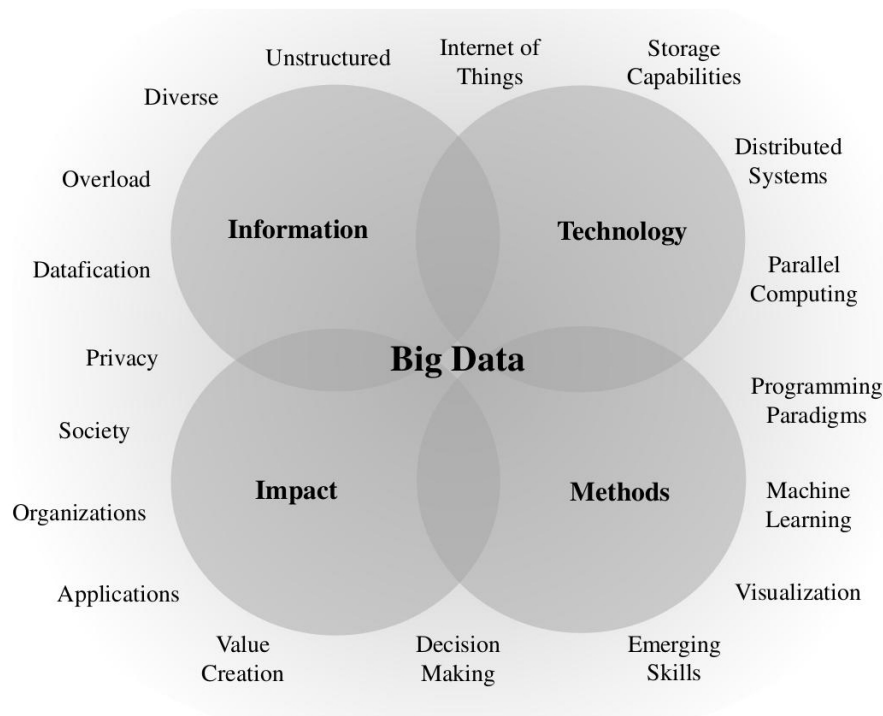 Internet of
Things
Storage
Capabilities
Unstructured
Diverse
Distributed
Systems
Overload
Information
Technology
Datafication
Parallel
Computing
Privacy
Big Data
Programming
Paradigms
Society
Impact
Methods
Machine
Learning
Organizations
Applications
Visualization
Value
Creation
Decision
Making
Emerging
Skills